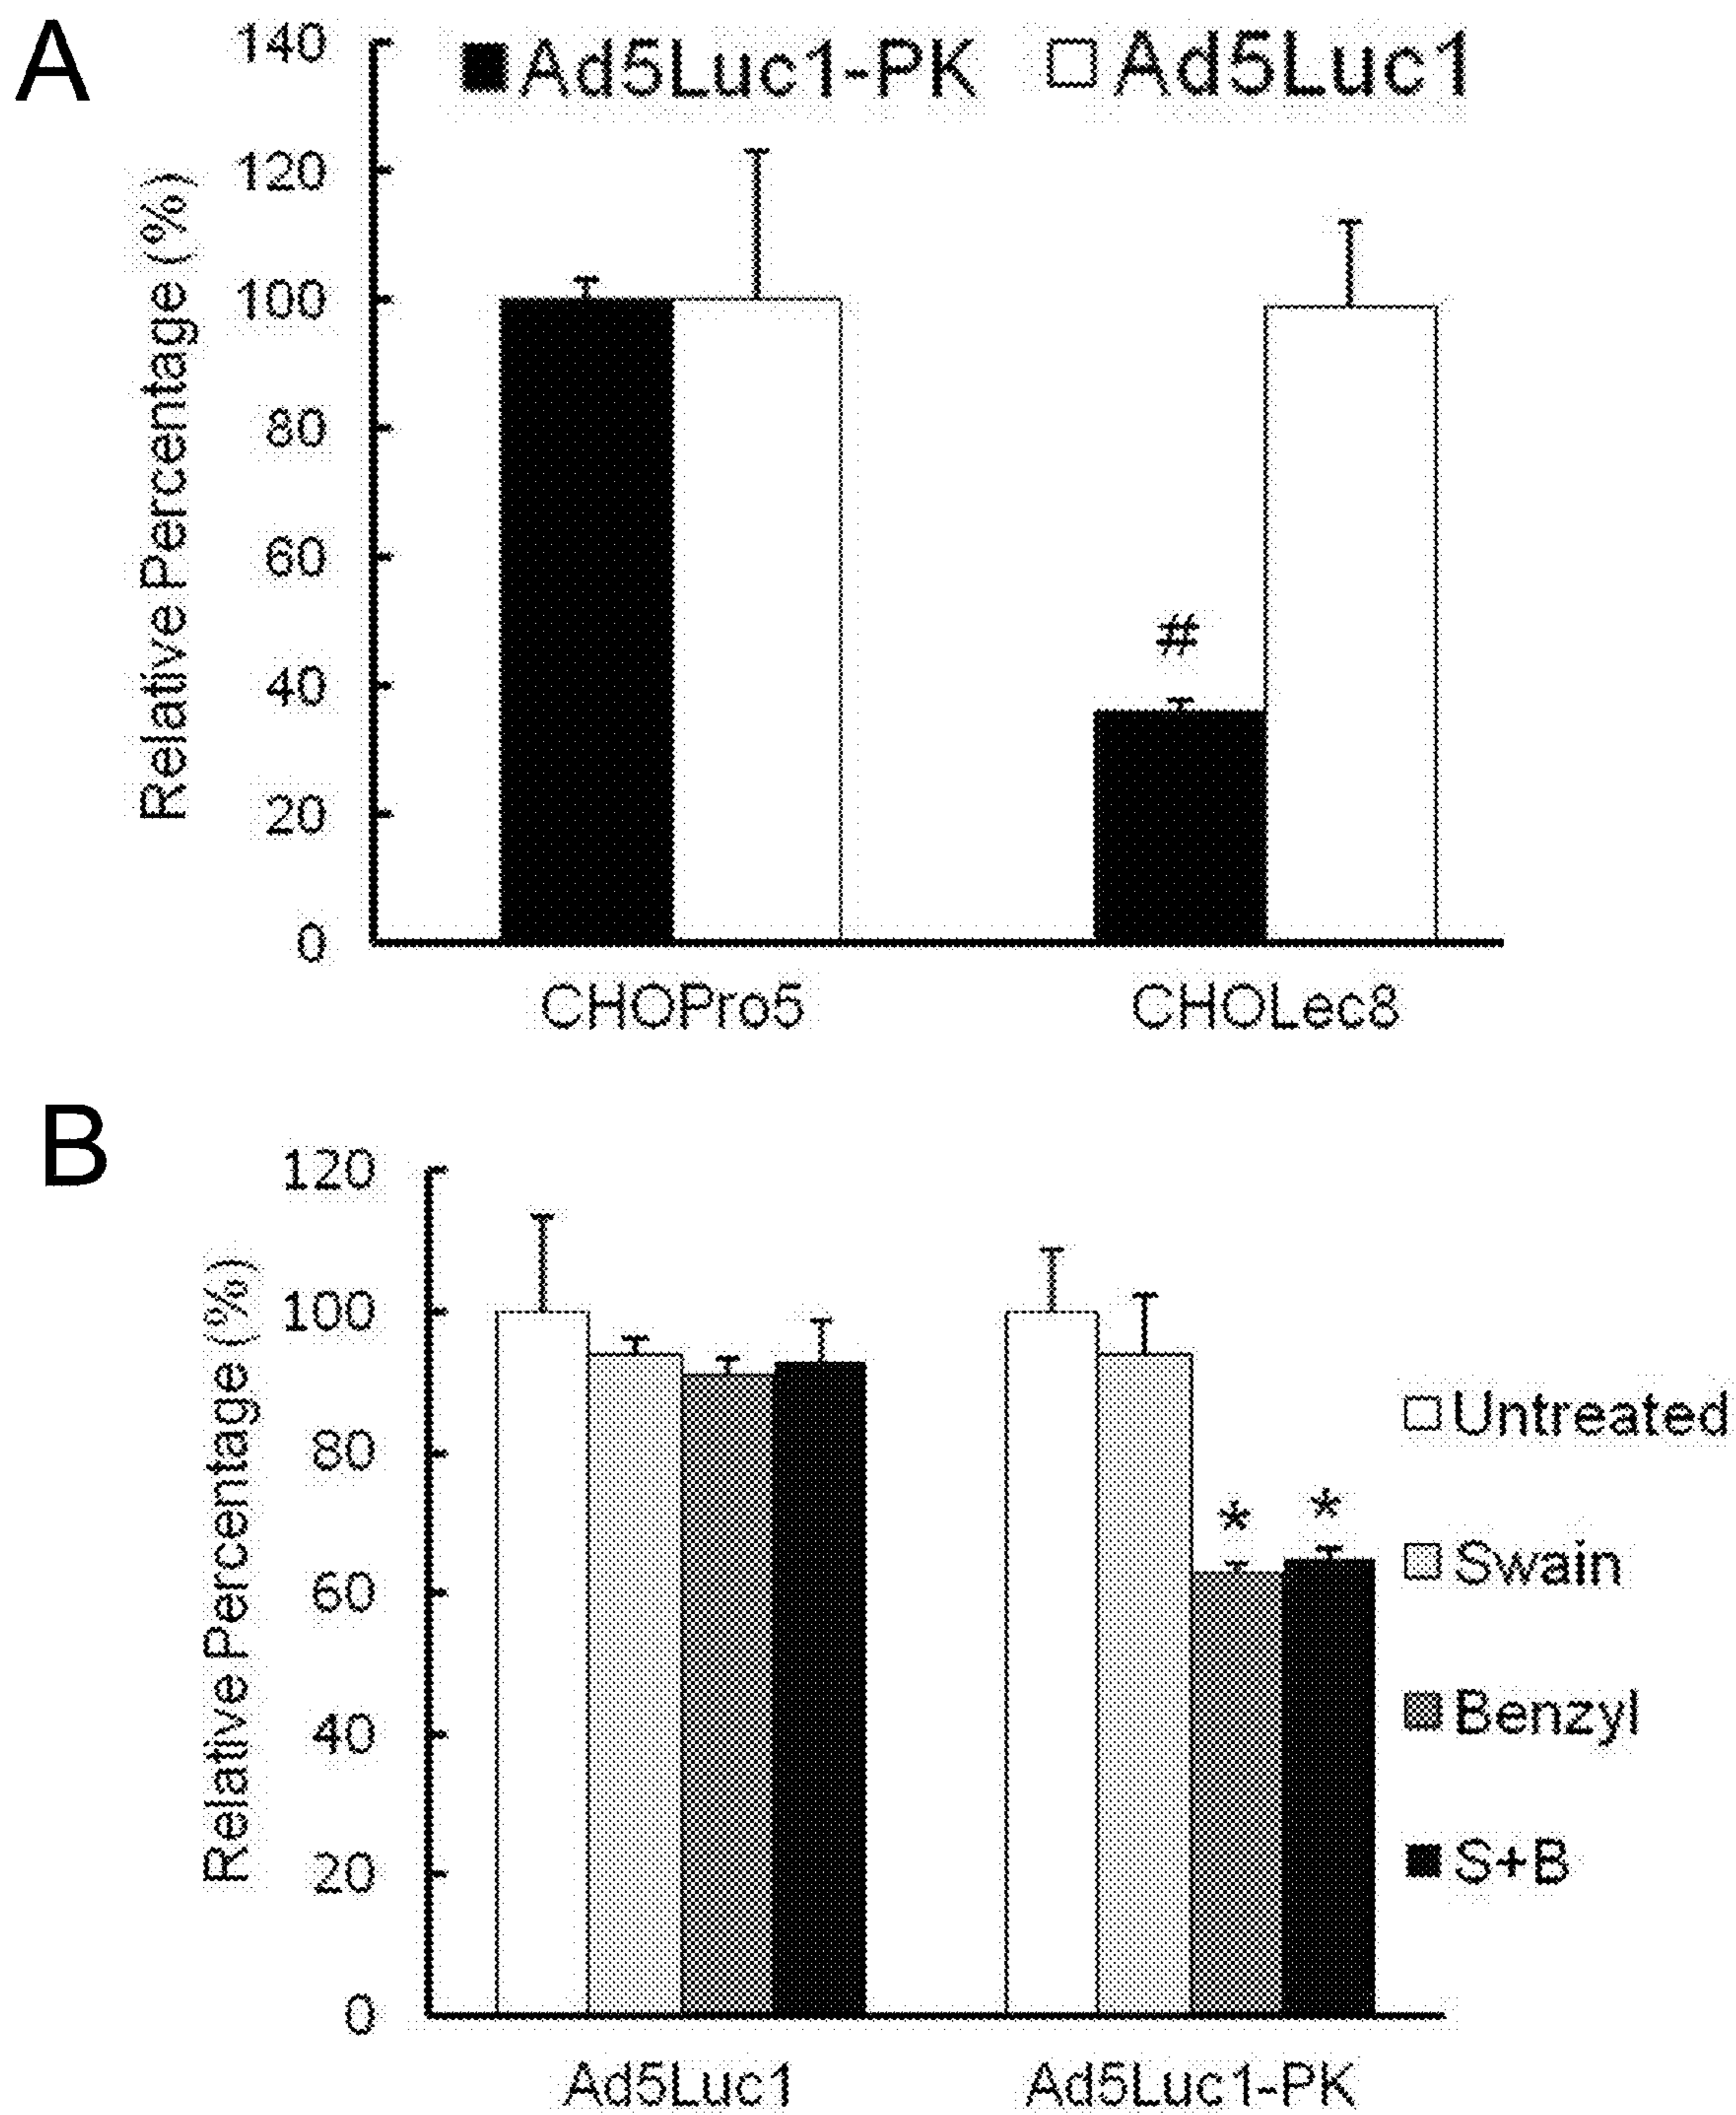 A
Ad5Luc1-PK Ad5Luc1
140
120
100
80
60
40
20
0
Relative Percentage (%)
#
CHOPro5 CHOLec8
B
120
100
80
60
40
20
0
Relative Percentage (%)
* *
Untreated
Swain
Benzyl
S+B
Ad5Luc1 Ad5Luc1-PK